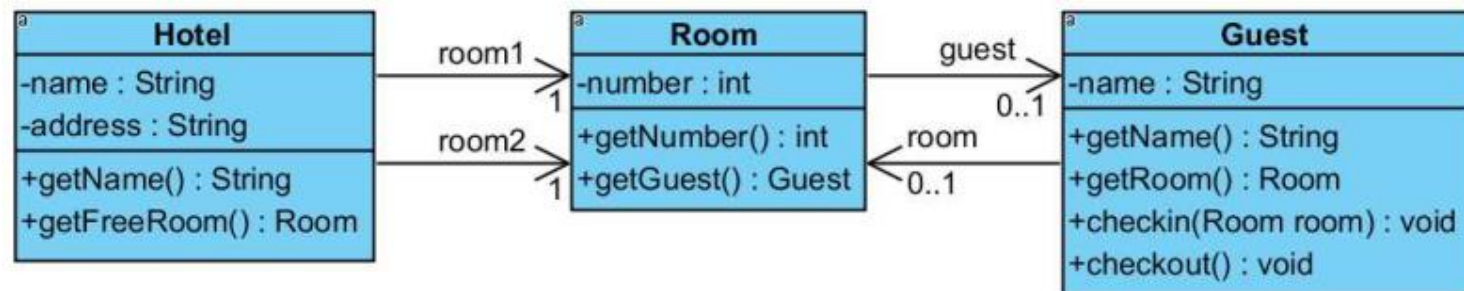 Hotel
-name : String
-address : String
+getName() : String
+getFreeRoom() : Room
room1
1
room2
1
Room
-number : int
+getNumber() : int
+getGuest() : Guest
guest
0..1
room
0..1
Guest
-name : String
+getName() : String
+getRoom() : Room
+checkin(Room room) : void
+checkout() : void